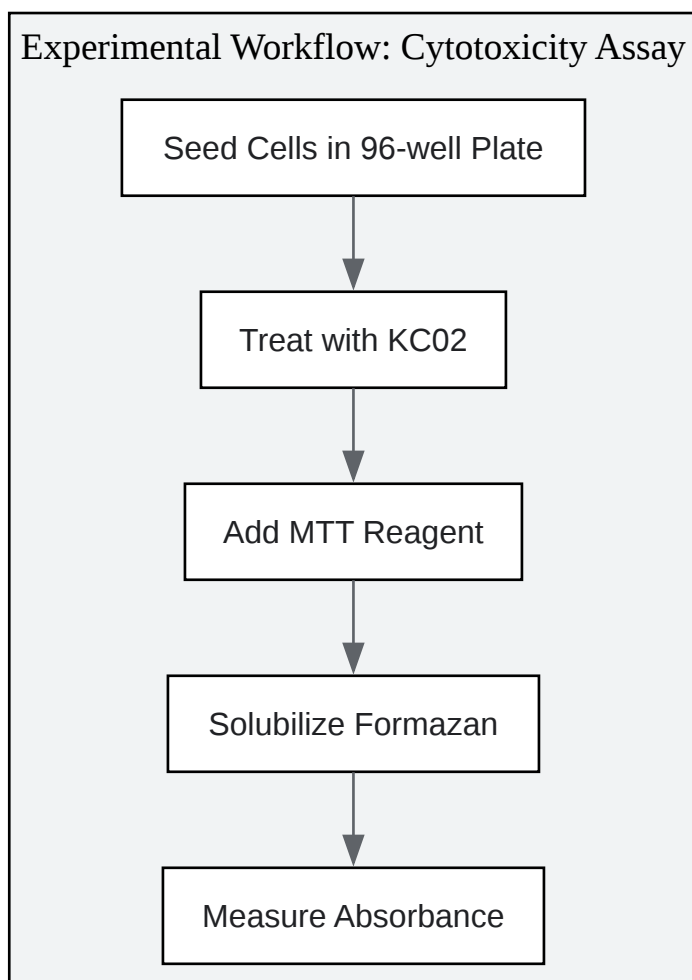 Experimental Workflow: Cytotoxicity Assay
Seed Cells in 96-well Plate
Treat with KC02
Add MTT Reagent
Solubilize Formazan
Measure Absorbance